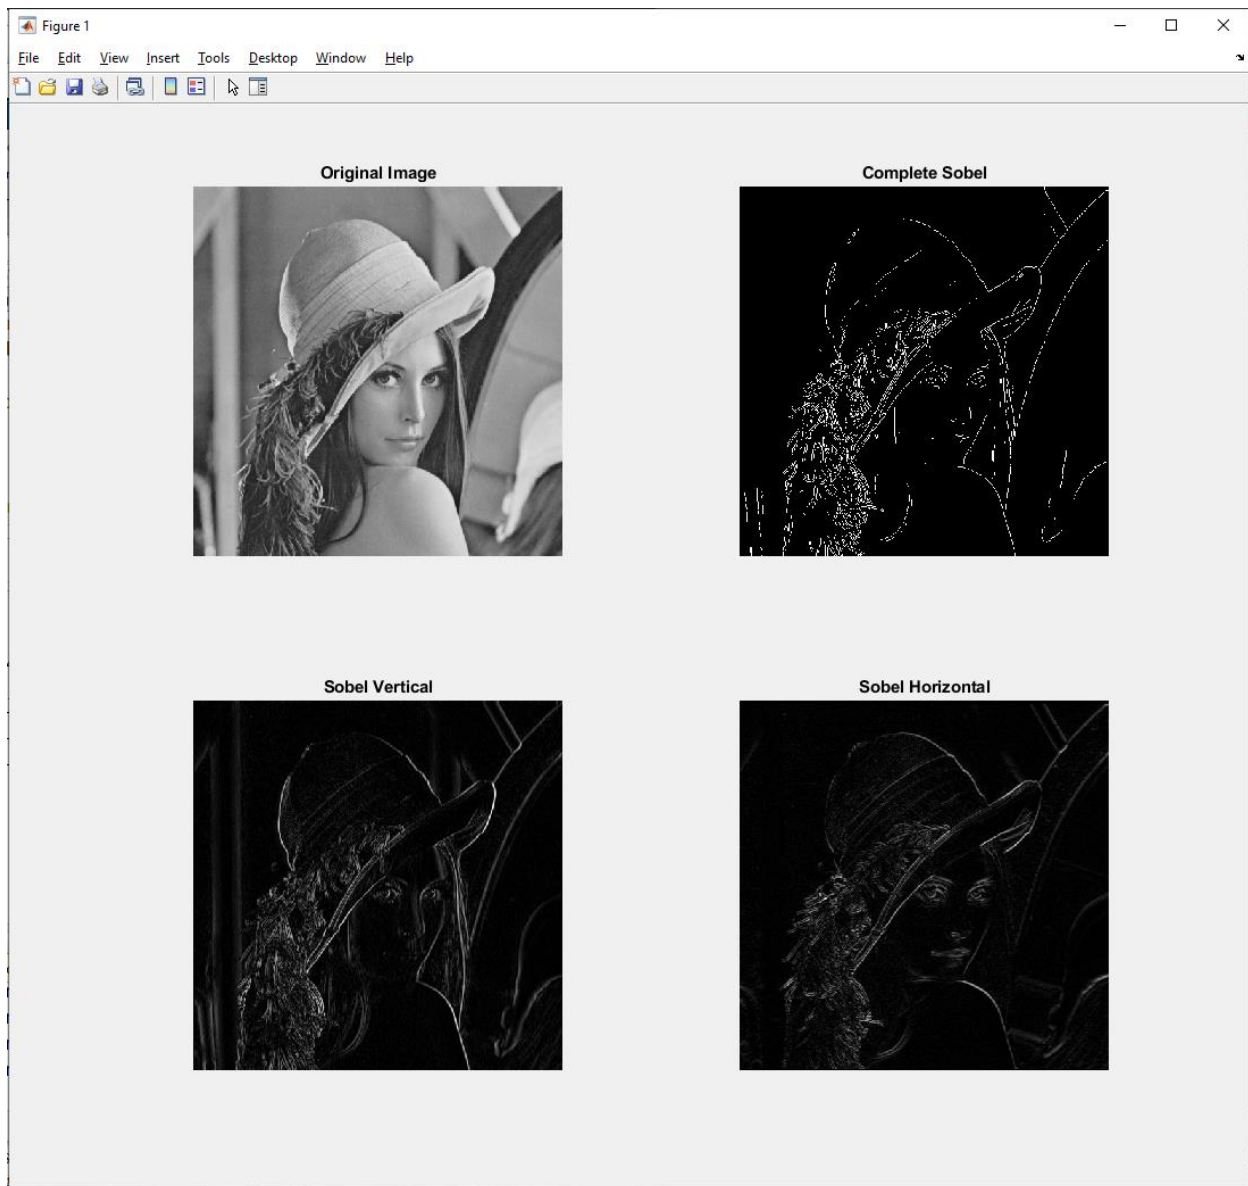 Figure 1
File Edit View Insert Tools Desktop Window Help
Original Image
Complete Sobel
Sobel Vertical
Sobel Horizontal